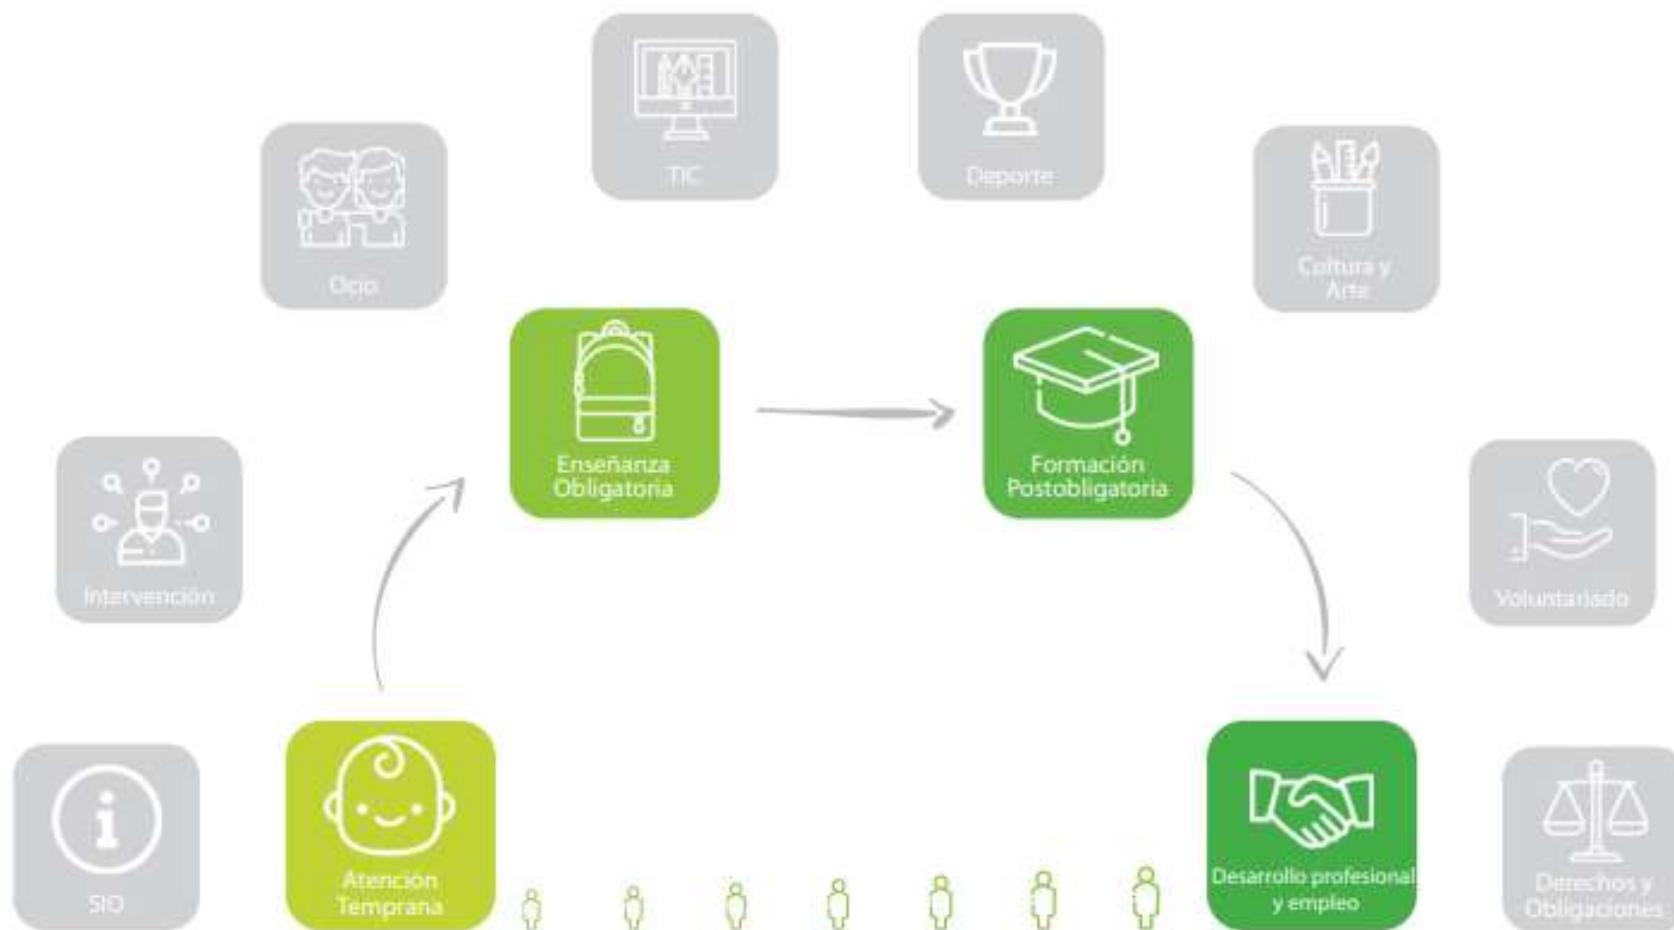 TIC
Deporte
Ocio
Cultura y
Arte
Enseñanza
Obligatoria
Formación
Postobligatoria
Intervención
Voluntariado
SIO
Atención
Temprana
Desarrollo profesional
y empleo
Derechos y
Obligaciones